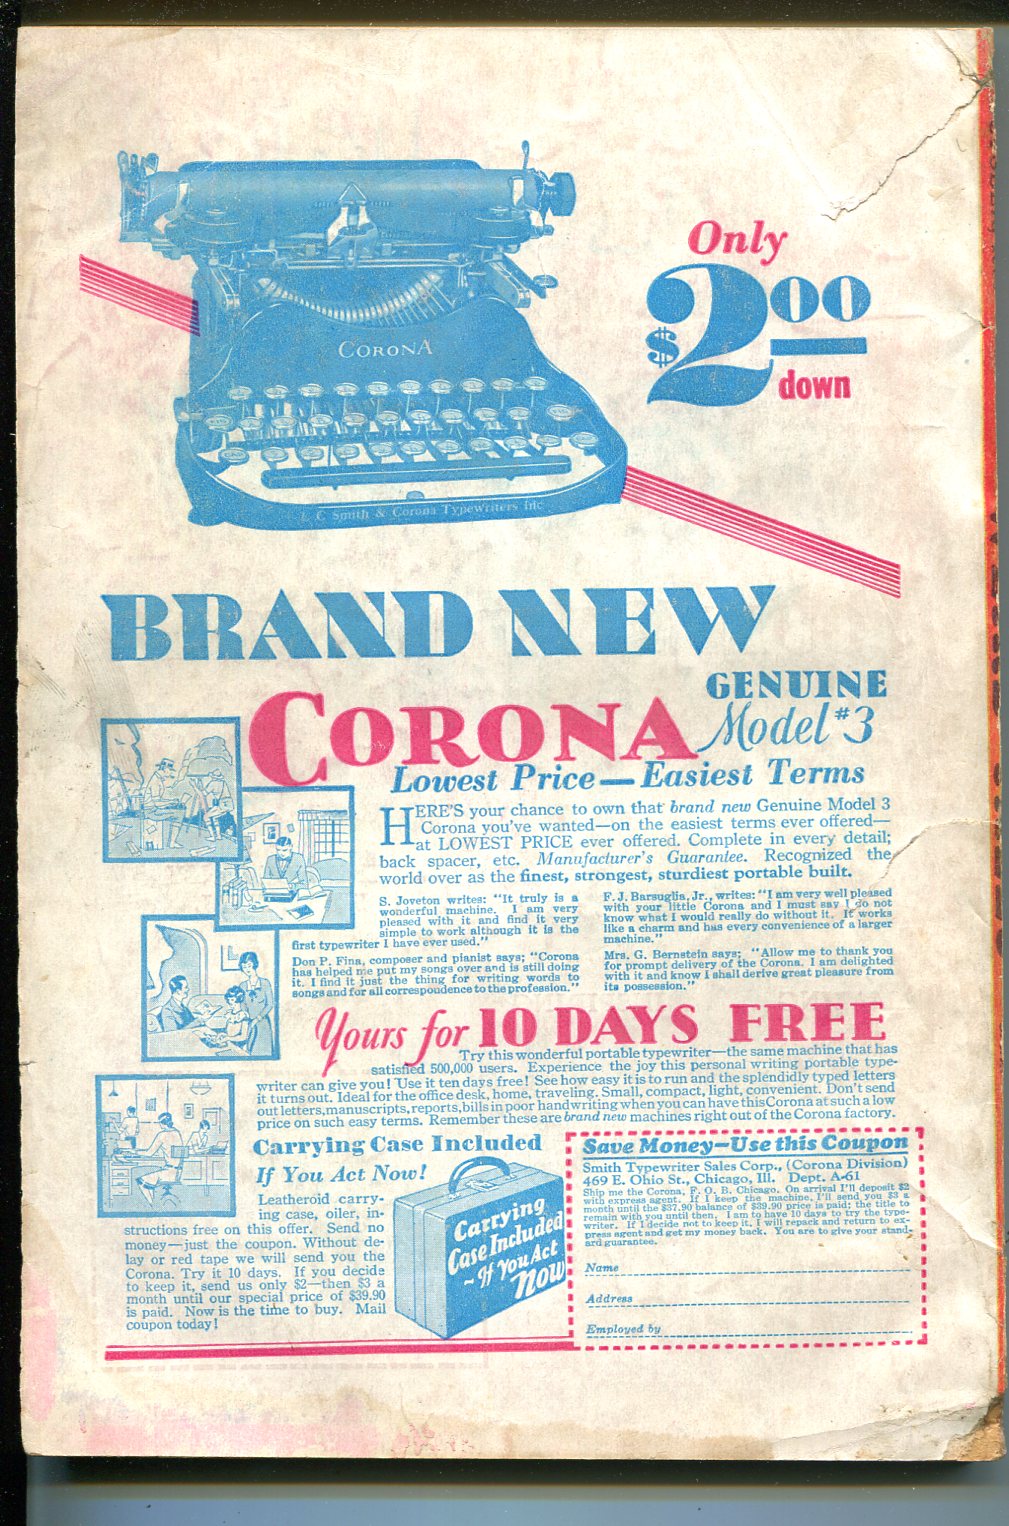 Only
$2.00
down
CORONA
L C Smith & Corona Typewriters Inc
BRAND NEW
GENUINE
CORONA Model #3
Lowest Price—Easiest Terms
HERE'S your chance to own that brand new Genuine Model 3
Corona you've wanted—on the easiest terms ever offered—
at LOWEST PRICE ever offered. Complete in every detail;
back spacer, etc. Manufacturer's Guarantee. Recognized the
world over as the finest, strongest, sturdiest portable built.
S. Joveton writes: "It truly is a
wonderful machine. I am very
pleased with it and find it very
simple to work although it is the
first typewriter I have ever used."
Don P. Fina, composer and pianist says; "Corona
has helped me put my songs over and is still doing
it. I find it just the thing for writing words to
songs and for all correspondence to the profession."
F. J. Barsuglia, Jr., writes: "I am very well pleased
with your little Corona and I must say I do not
know what I would really do without it. It works
like a charm and has every convenience of a larger
machine."
Mrs. G. Bernstein says; "Allow me to thank you
for prompt delivery of the Corona. I am delighted
with it and know I shall derive great pleasure from
its possession."
Yours for 10 DAYS FREE
Try this wonderful portable typewriter—the same machine that has
satisfied 500,000 users. Experience the joy this personal writing portable type-
writer can give you! Use it ten days free! See how easy it is to run and the splendidly typed letters
it turns out. Ideal for the office desk, home, traveling. Small, compact, light, convenient. Don't send
out letters, manuscripts, reports, bills in poor handwriting when you can have this Corona at such a low
price on such easy terms. Remember these are brand new machines right out of the Corona factory.
Carrying Case Included
If You Act Now!
Leatheroid carry-
ing case, oiler, in-
structions free on this offer. Send no
money—just the coupon. Without de-
lay or red tape we will send you the
Corona. Try it 10 days. If you decide
to keep it, send us only $2—then $3 a
month until our special price of $39.90
is paid. Now is the time to buy. Mail
coupon today!
Carrying
Case Included
~If You Act
Now
Save Money—Use this Coupon
Smith Typewriter Sales Corp., (Corona Division)
469 E. Ohio St., Chicago, Ill. Dept. A-61
Ship me the Corona, F. O. B. Chicago. On arrival I'll deposit $2
with express agent. If I keep the machine, I'll send you $3 a
month until the $37.90 balance of $39.90 price is paid; the title to
remain with you until then. I am to have 10 days to try the type-
writer. If I decide not to keep it, I will repack and return to ex-
press agent and get my money back. You are to give your stand-
ard guarantee.
Name
Address
Employed by